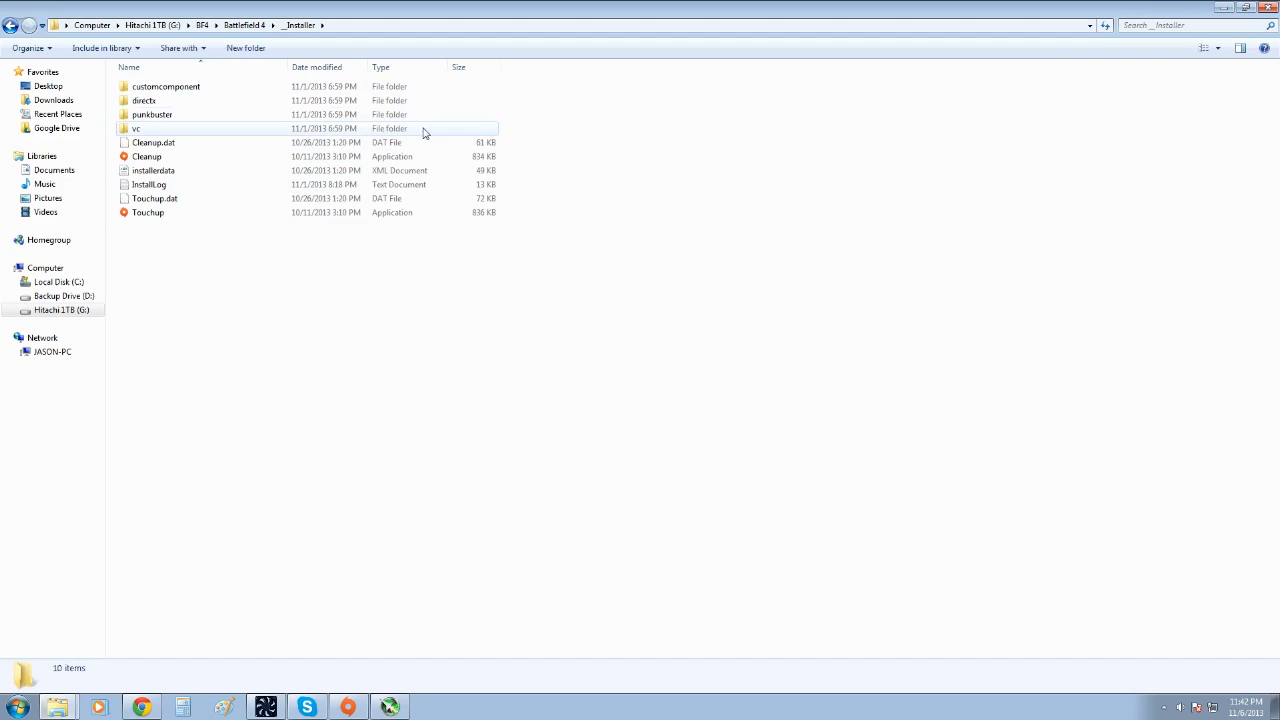 Computer Hitachi 1TB (G:) BF4 Battlefield 4 __Installer Search __Installer
Organize Include in library Share with New folder
Name Date modified Type Size
Favorites
Desktop
Downloads
Recent Places
Google Drive
Libraries
Documents
Music
Pictures
Videos
Homegroup
Computer
Local Disk (C:)
Backup Drive (D:)
Hitachi 1TB (G:)
Network
JASON-PC
customcomponent 11/1/2013 6:59 PM File folder
directx 11/1/2013 6:59 PM File folder
punkbuster 11/1/2013 6:59 PM File folder
vc 11/1/2013 6:59 PM File folder
Cleanup.dat 10/26/2013 1:20 PM DAT File 61 KB
Cleanup 10/11/2013 3:10 PM Application 834 KB
installerdata 10/26/2013 1:20 PM XML Document 49 KB
InstallLog 11/1/2013 8:18 PM Text Document 13 KB
Touchup.dat 10/26/2013 1:20 PM DAT File 72 KB
Touchup 10/11/2013 3:10 PM Application 836 KB
10 items
11:42 PM
11/6/2013